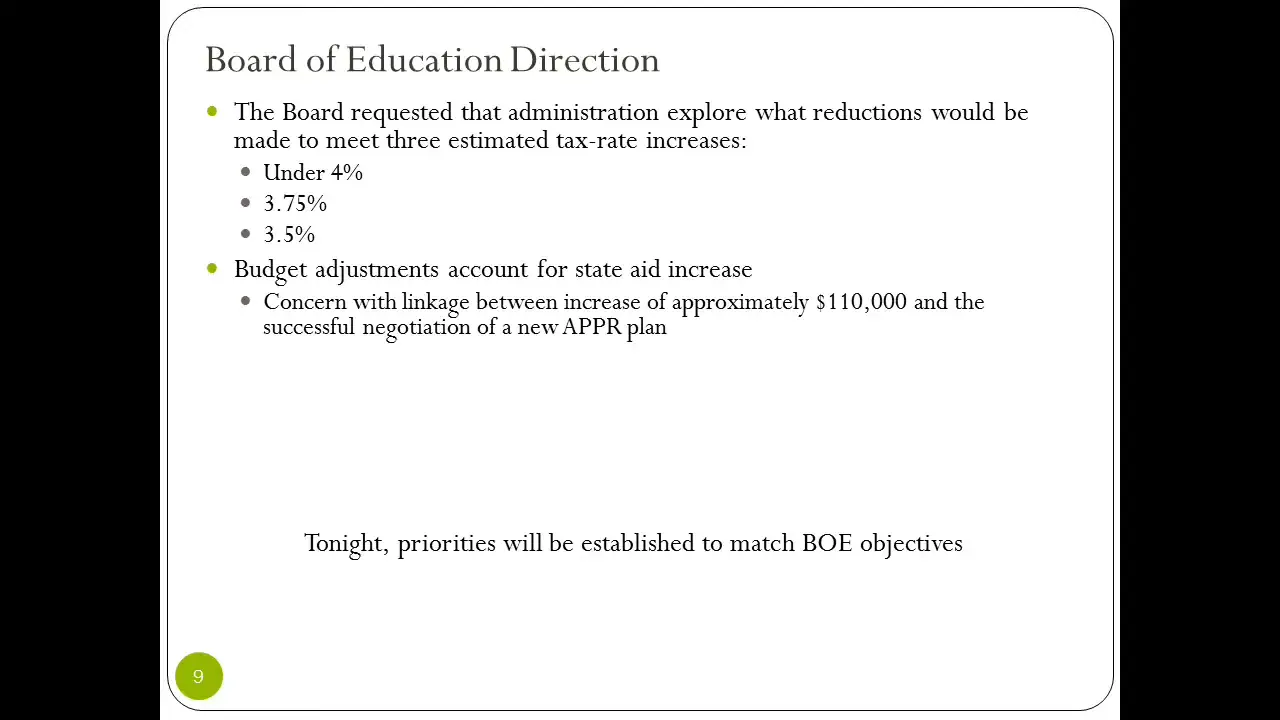 Board of Education Direction
• The Board requested that administration explore what reductions would be
made to meet three estimated tax-rate increases:
• Under 4%
• 3.75%
• 3.5%
• Budget adjustments account for state aid increase
• Concern with linkage between increase of approximately $110,000 and the
successful negotiation of a new APPR plan
Tonight, priorities will be established to match BOE objectives
9